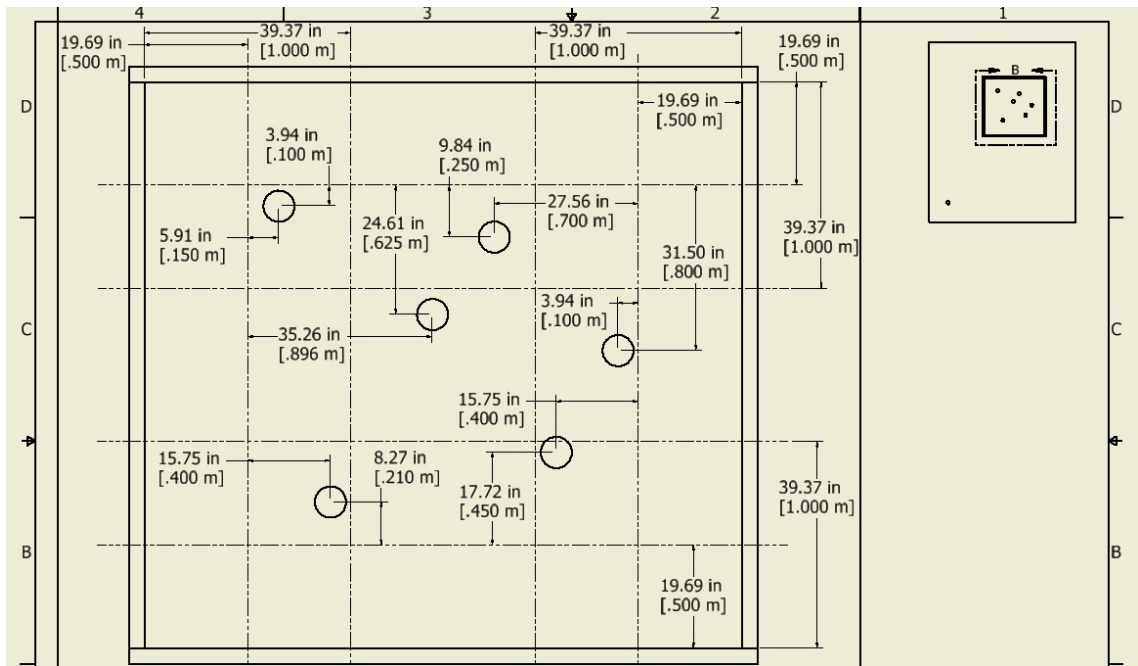 4
3
2
1
39.37 in
[1.000 m]
39.37 in
[1.000 m]
19.69 in
[.500 m]
19.69 in
[.500 m]
B
D
D
19.69 in
[.500 m]
3.94 in
[.100 m]
9.84 in
[.250 m]
27.56 in
[.700 m]
24.61 in
[.625 m]
5.91 in
[.150 m]
31.50 in
[.800 m]
39.37 in
[1.000 m]
3.94 in
[.100 m]
C
C
35.26 in
[.896 m]
15.75 in
[.400 m]
15.75 in
[.400 m]
8.27 in
[.210 m]
17.72 in
[.450 m]
39.37 in
[1.000 m]
B
B
19.69 in
[.500 m]